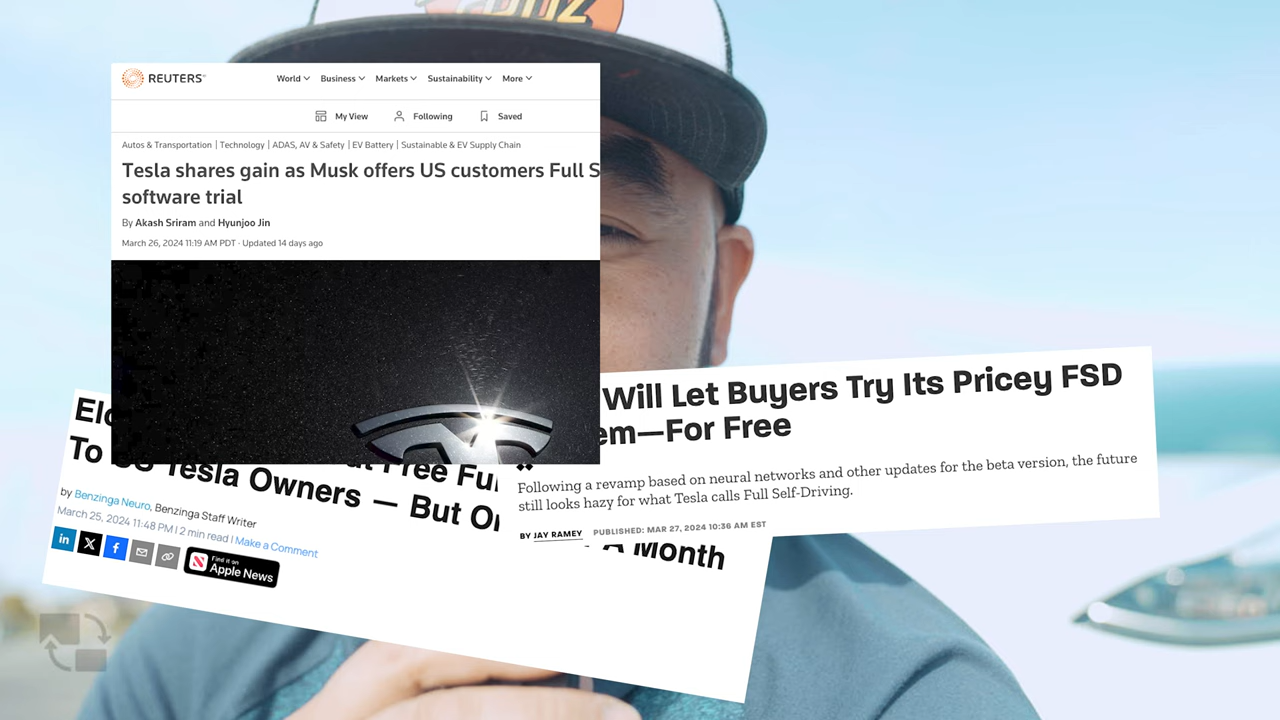 REUTERS
World Business Markets Sustainability More
My View Following Saved
Autos & Transportation | Technology | ADAS, AV & Safety | EV Battery | Sustainable & EV Supply Chain
Tesla shares gain as Musk offers US customers Full S
software trial
By Akash Sriram and Hyunjoo Jin
March 26, 2024 11:19 AM PDT · Updated 14 days ago
Will Let Buyers Try Its Pricey FSD
em—For Free
Following a revamp based on neural networks and other updates for the beta version, the future
still looks hazy for what Tesla calls Full Self-Driving.
BY JAY RAMEY PUBLISHED: MAR 27, 2024 10:36 AM EST
Free Ful
To Tesla Owners — But
A Month
by Benzinga Neuro, Benzinga Staff Writer
March 25, 2024 11:48 PM | 2 min read | Make a Comment
Find it on
Apple News